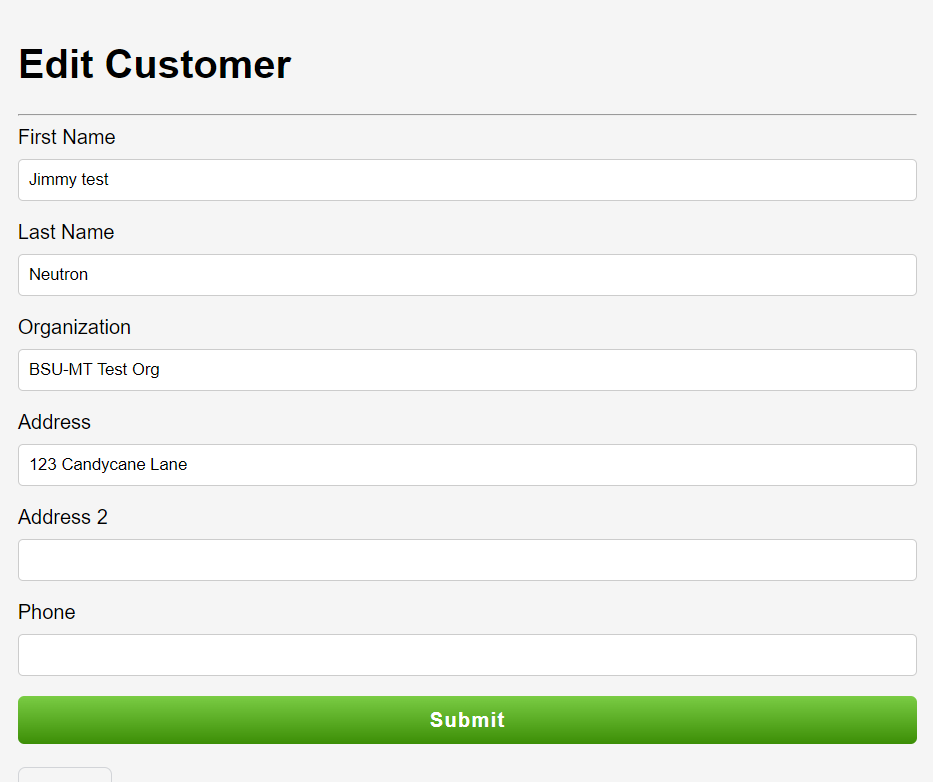 Edit Customer
First Name
Jimmy test
Last Name
Neutron
Organization
BSU-MT Test Org
Address
123 Candycane Lane
Address 2
Phone
Submit